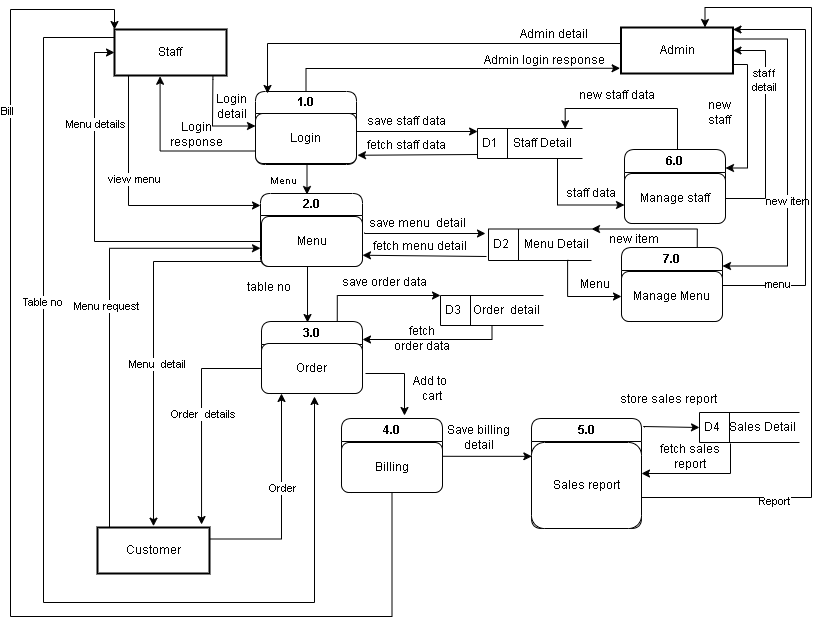 Admin detail
Staff
Admin
Admin login response
staff
detail
Login
detail
1.0
new staff data
new
staff
Bill
Menu details
Login
response
Login
save staff data
fetch staff data
D1
Staff Detail
6.0
Manage staff
view menu
Menu
staff data
new item
2.0
Menu
save menu  detail
fetch menu detail
D2
Menu Detail
new item
7.0
Manage Menu
Menu
menu
Table no
Menu request
table no
save order data
D3
Order  detail
3.0
Order
fetch
order data
Menu  detail
Order  details
Add to
cart
store sales report
4.0
Billing
Save billing
detail
5.0
Sales report
D4
Sales Detail
fetch sales
report
Order
Report
Customer